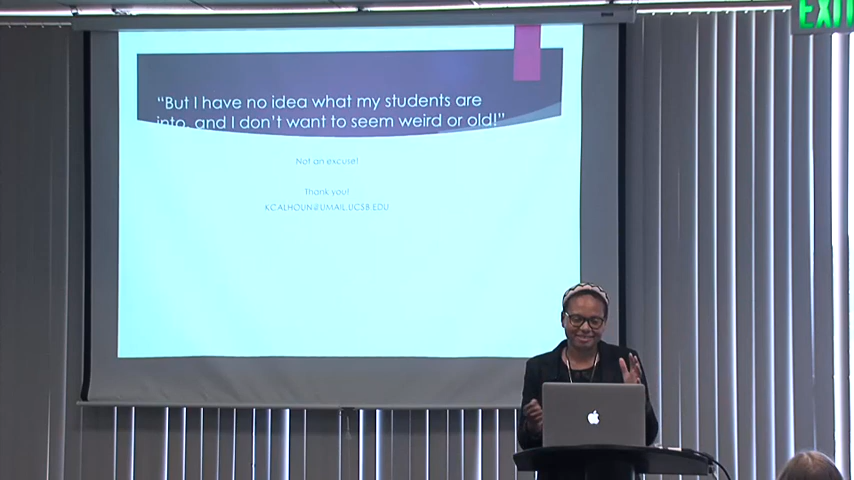 EXIT
"But I have no idea what my students are
into, and I don't want to seem weird or old!"
Not an excuse!
Thank you!
KCALHOUN@UMAIL.UCSB.EDU